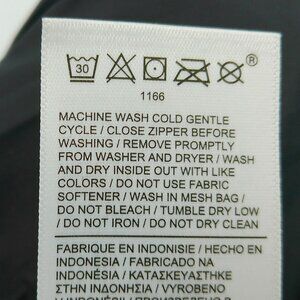 30
®
1166
MACHINE WASH COLD GENTLE
CYCLE / CLOSE ZIPPER BEFORE
WASHING / REMOVE PROMPTLY
FROM WASHER AND DRYER / WASH
AND DRY INSIDE OUT WITH LIKE
COLORS / DO NOT USE FABRIC
SOFTENER / WASH IN MESH BAG /
DO NOT BLEACH / TUMBLE DRY LOW
/ DO NOT IRON / DO NOT DRY CLEAN
FABRIQUE EN INDONISIE / HECHO EN
INDONESIA / FABRICADO NA
INDONÉSIA / ΚΑΤΑΣΚΕΥΑΣΤΗΚΕ
ΣΤΗΝ ΙΝΔΟΝΗΣΙΑ / VYROBENO